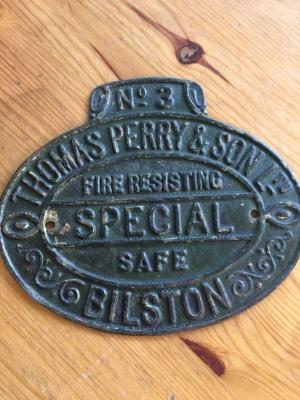 No 3
THOMAS PERRY & SON LD
FIRE RESISTING
SPECIAL
SAFE
BILSTON